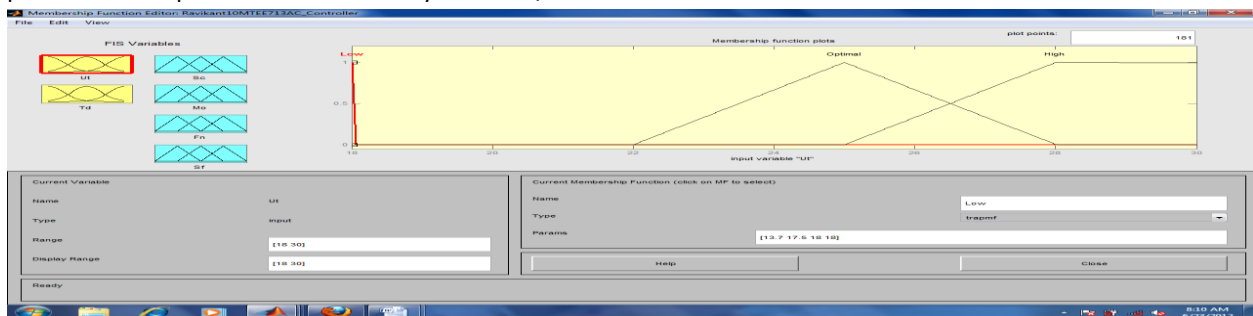 Membership Function Editor: Ravikant10MTEE713AC_Controller
File Edit View
FIS Variables
Membership function plots
plot points:
181
UI
Td
Sc
Mo
Fn
Sf
Low
Optimal
High
1
0.5
0
18 20 22 24 26 28 30
input variable "UI"
Current Variable
Name UI
Type input
Range [18 30]
Display Range [18 30]
Current Membership Function (click on MF to select)
Name Low
Type trapmf
Params [13.7 17.5 18 18]
Help
Close
Ready
8:10 AM